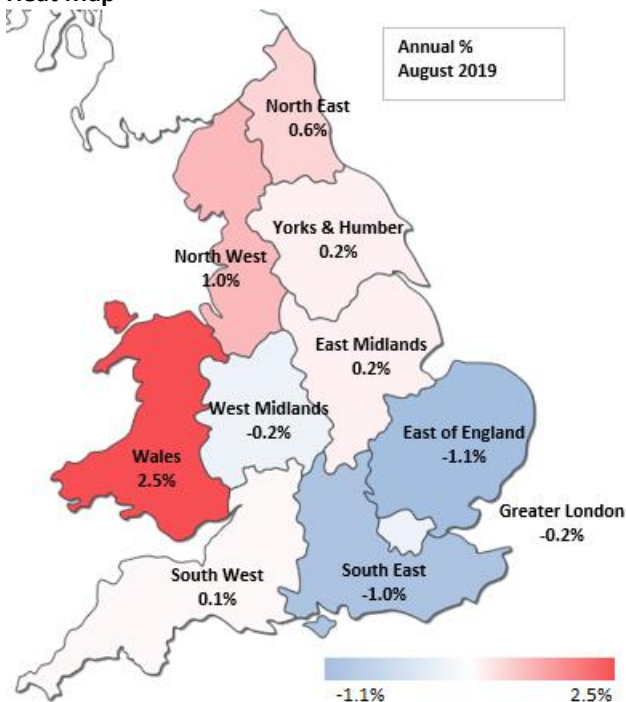 Heat Map
Annual %
August 2019
North East
0.6%
Yorks & Humber
0.2%
North West
1.0%
East Midlands
0.2%
West Midlands
-0.2%
East of England
-1.1%
Wales
2.5%
Greater London
-0.2%
South East
-1.0%
South West
0.1%
-1.1%
2.5%